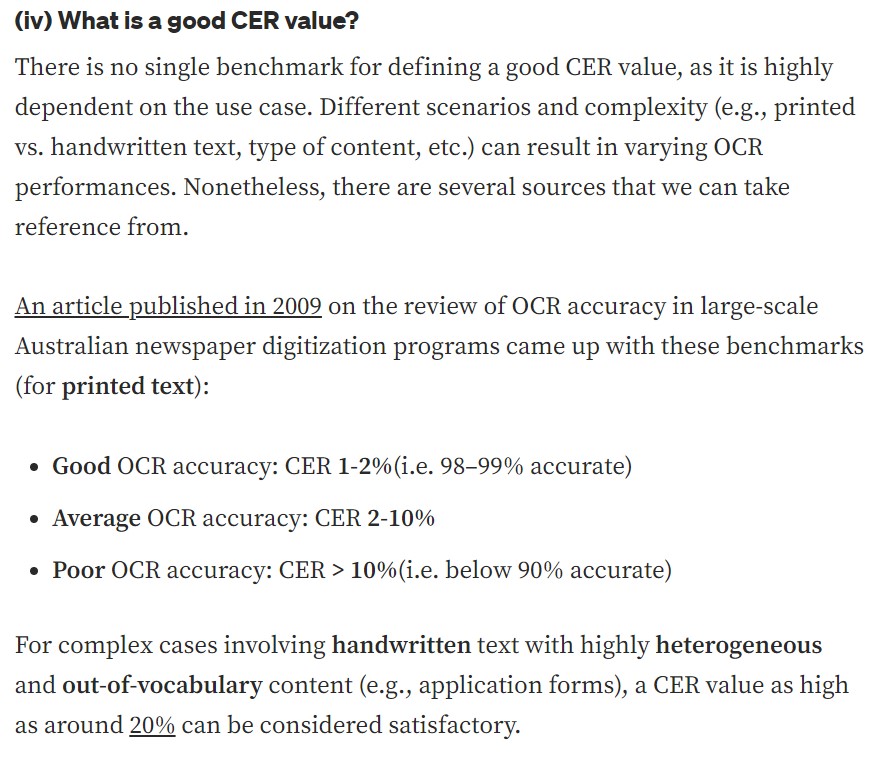 (iv) What is a good CER value?
There is no single benchmark for defining a good CER value, as it is highly
dependent on the use case. Different scenarios and complexity (e.g., printed
vs. handwritten text, type of content, etc.) can result in varying OCR
performances. Nonetheless, there are several sources that we can take
reference from.
An article published in 2009 on the review of OCR accuracy in large-scale
Australian newspaper digitization programs came up with these benchmarks
(for printed text):
• Good OCR accuracy: CER 1-2%(i.e. 98–99% accurate)
• Average OCR accuracy: CER 2-10%
• Poor OCR accuracy: CER > 10%(i.e. below 90% accurate)
For complex cases involving handwritten text with highly heterogeneous
and out-of-vocabulary content (e.g., application forms), a CER value as high
as around 20% can be considered satisfactory.